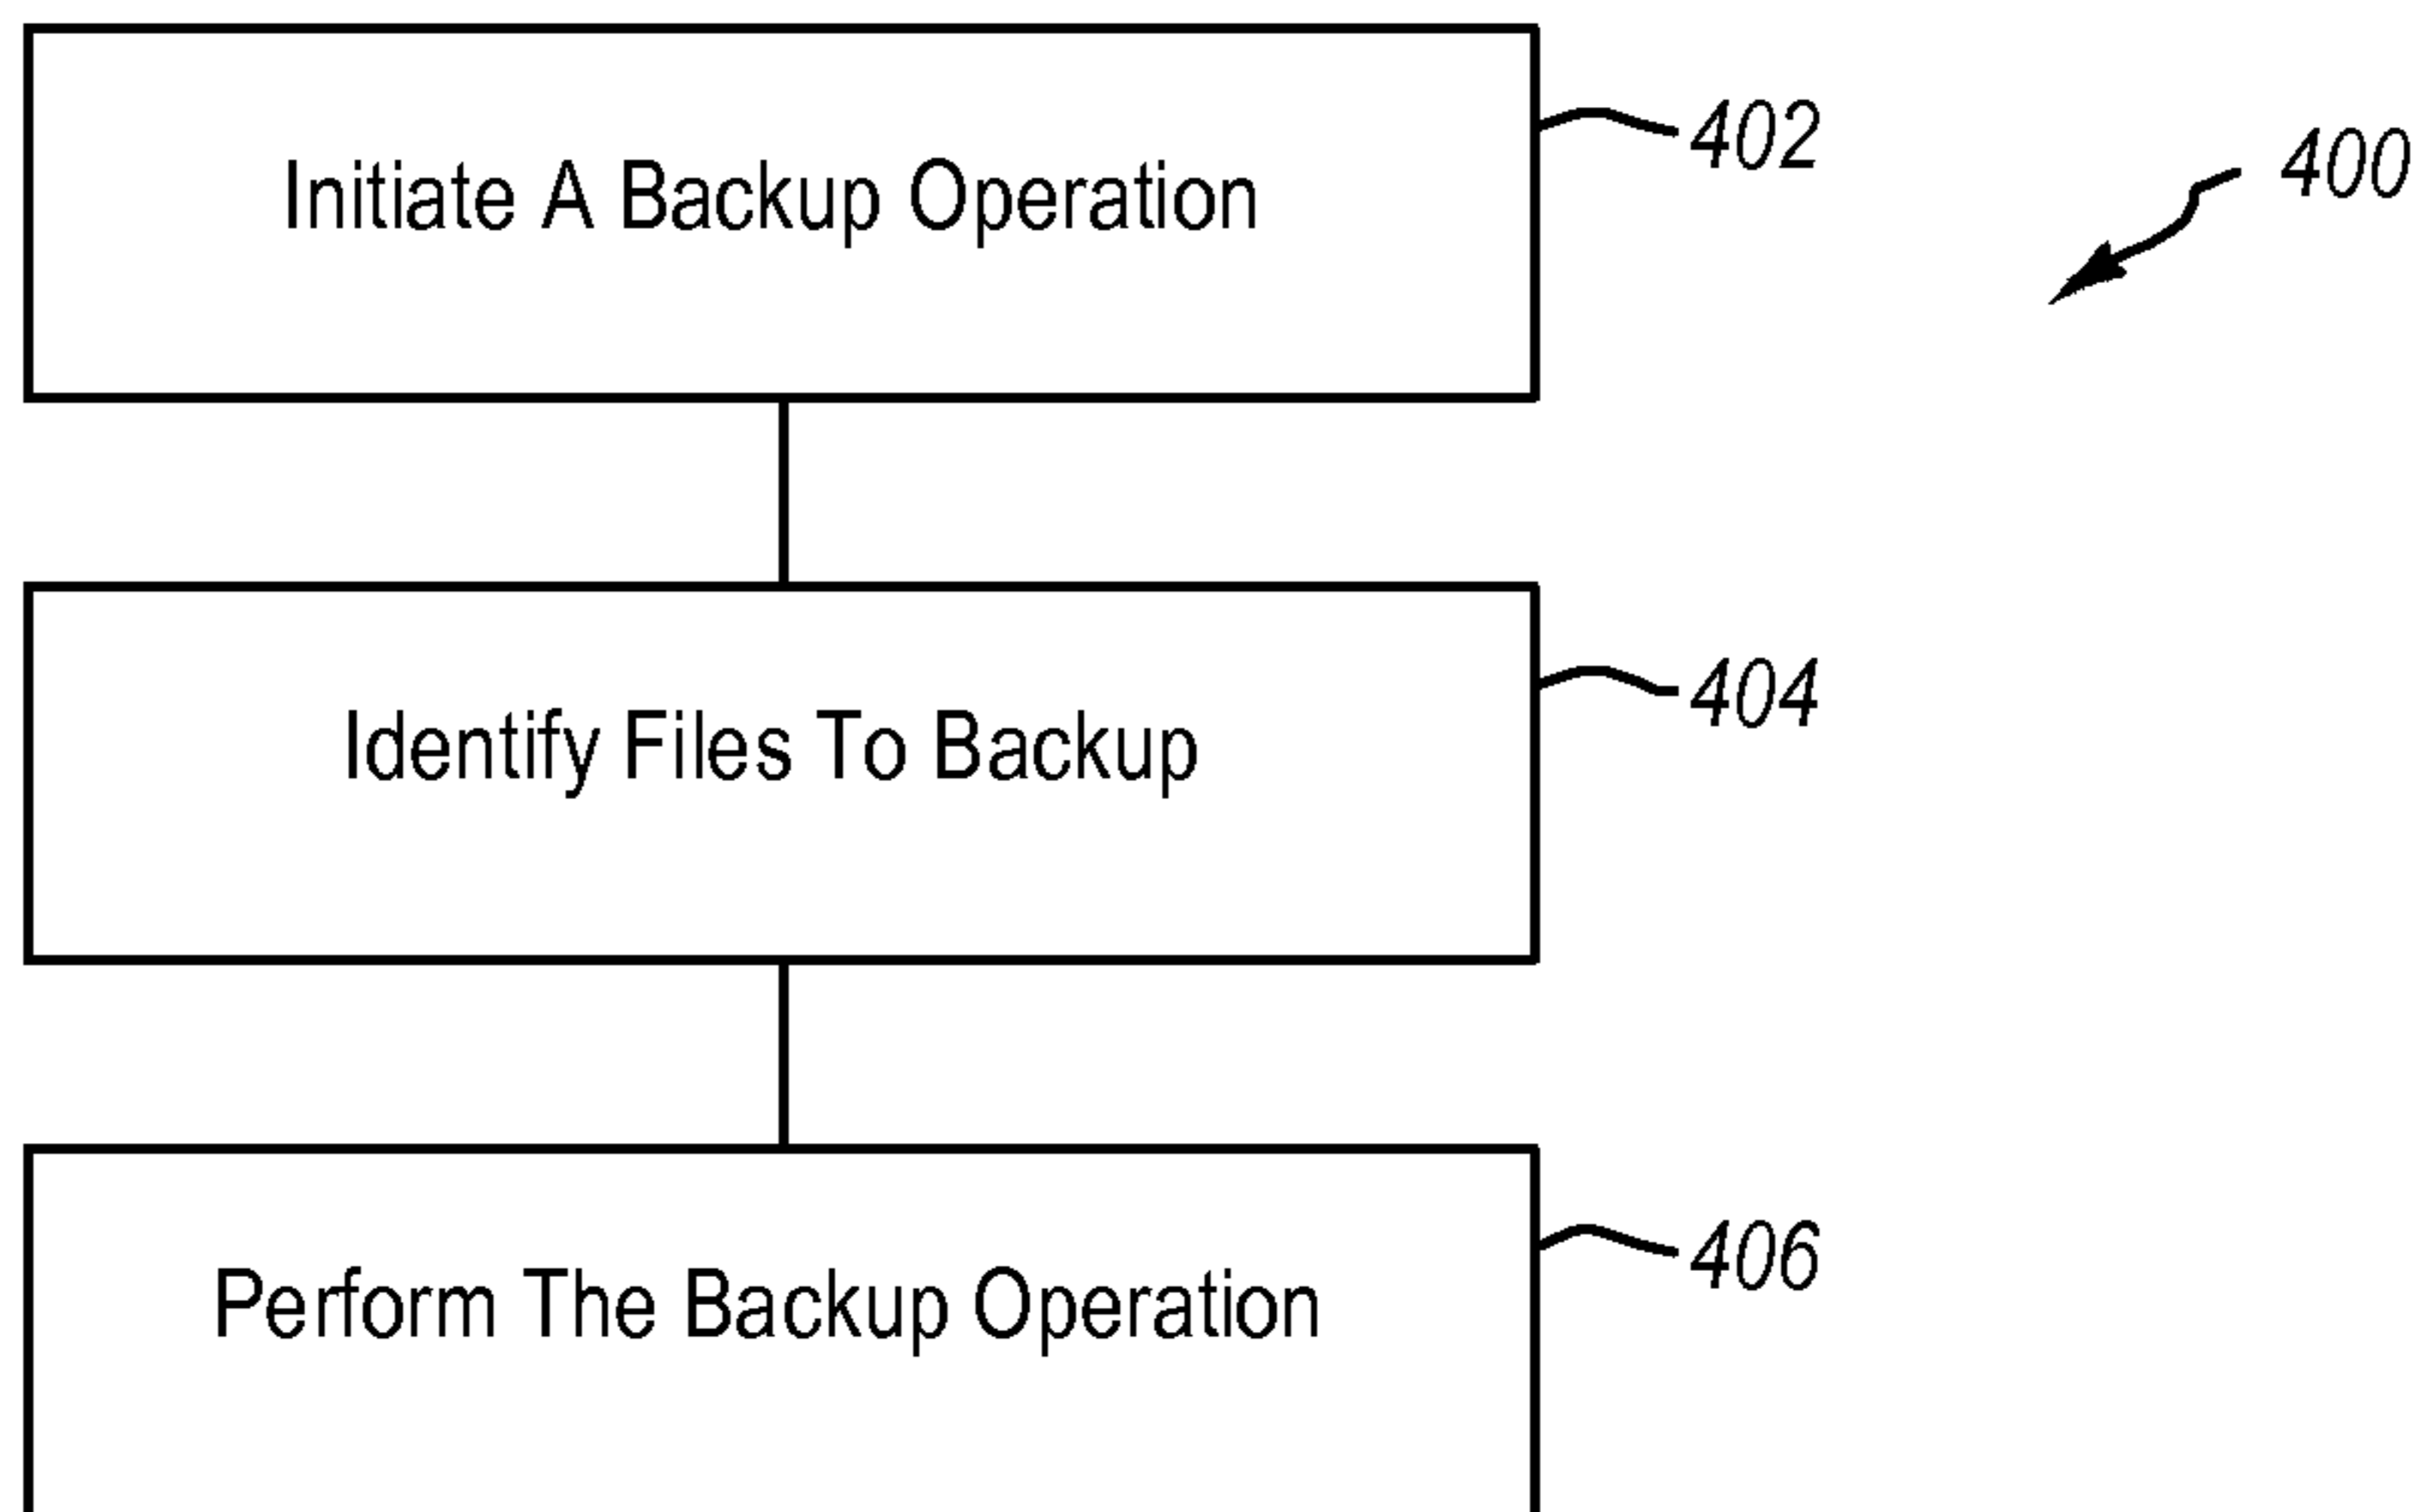 Initiate A Backup Operation
402
400
Identify Files To Backup
404
Perform The Backup Operation
406